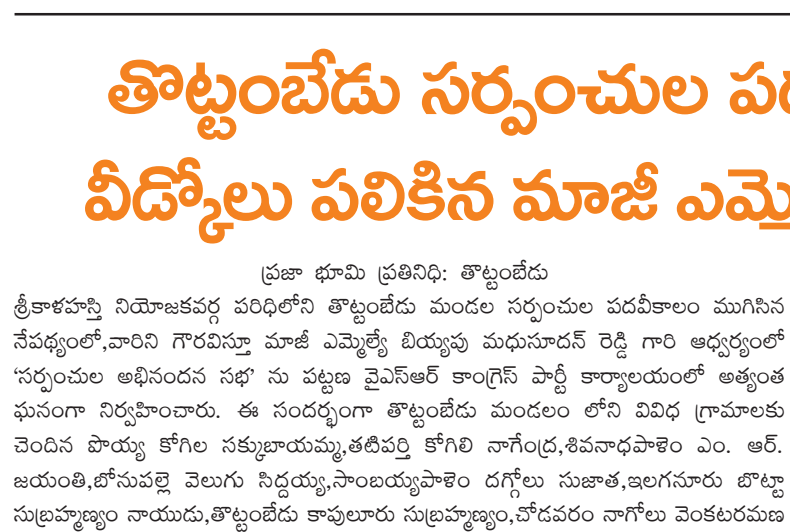 తొట్టంబేడు సర్పంచుల
వీడ్కోలు పలికిన మాజీ
ప్రజా భూమి ప్రతినిధి: తొట్టంబేడు
శ్రీకాళహస్తి నియోజకవర్గ పరిధిలోని తొట్టంబేడు మండల సర్పంచుల పదవీకాలం ముగిసిన
నేపథ్యంలో,వారిని గౌరవిస్తూ మాజీ ఎమ్మెల్యే బియ్యపు మధుసూదన్ రెడ్డి గారి ఆధ్వర్యంలో
‘సర్పంచుల అభినందన సభ’ ను పట్టణ వైఎస్ఆర్ కాంగ్రెస్ పార్టీ కార్యాలయంలో అత్యంత
ఘనంగా నిర్వహించారు. ఈ సందర్భంగా తొట్టంబేడు మండలం లోని వివిధ గ్రామాలకు
చెందిన పొయ్య కోగిల సక్కుబాయమ్మ,తటిపర్తి కోగిలి నాగేంద్ర,శివనాధపాళెం ఎం. ఆర్.
జయంతి,బోనుపల్లె వెలుగు సిద్దయ్య,సాంబయ్యపాళెం దగ్గోలు సుజాత,ఇలగనూరు బొట్టా
సుబ్రహ్మణ్యం నాయుడు,తొట్టంబేడు కాపులూరు సుబ్రహ్మణ్యం,చోడవరం నాగోలు వెంకటరమణ